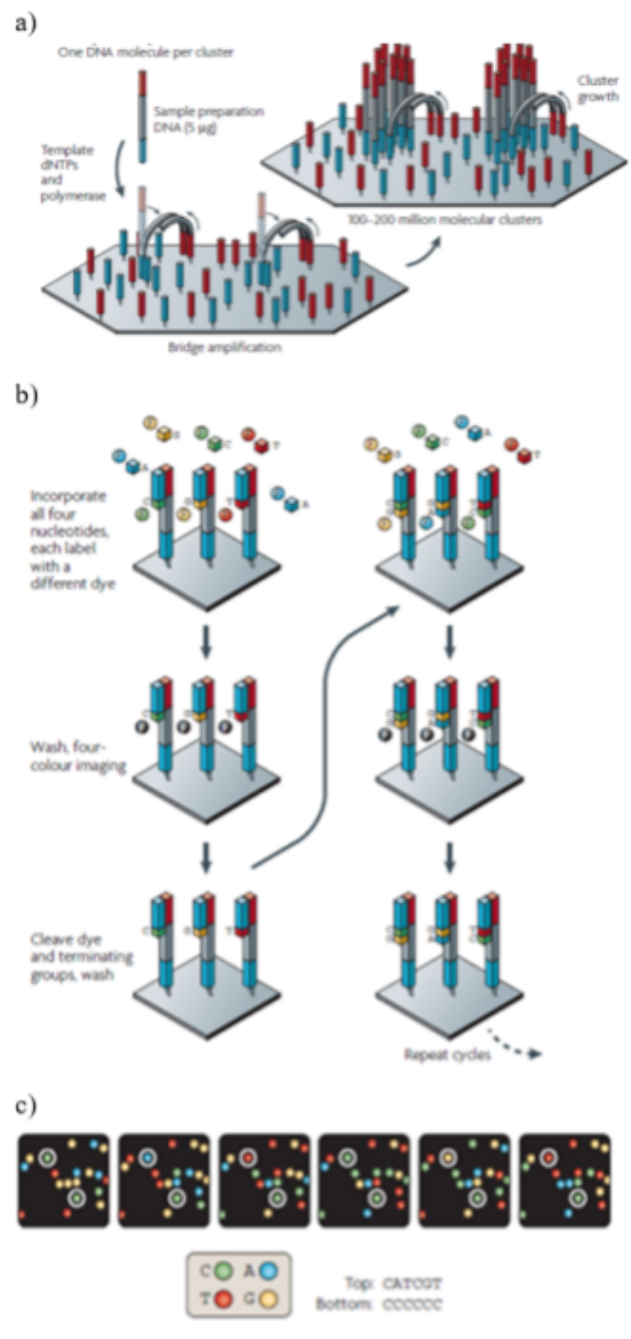 a)
One DNA molecule per cluster
Sample preparation
DNA (5 µg)
Template
dNTPs
and
polymerase
Cluster
growth
100–200 million molecular clusters
Bridge amplification
b)
G
C
T
A
A
C
G
T
G
C
A
T
Incorporate
all four
nucleotides,
each label
with a
different dye
Wash, four-
colour imaging
Cleave dye
and terminating
groups, wash
C
G
T
Repeat cycles
c)
C A
T G
Top: CATCGT
Bottom: CCCCCC